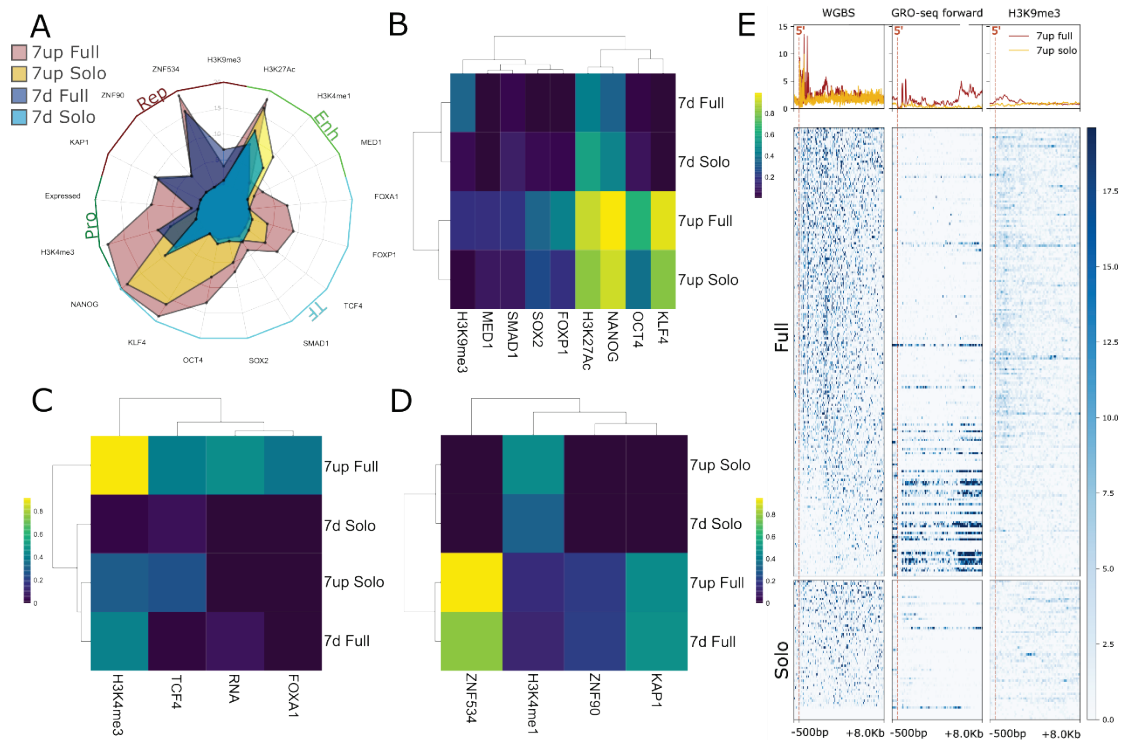 A
7up Full
7up Solo
7d Full
7d Solo
Rep
Enh
TF
Pro
H3K9me3
H3K27Ac
H3K4me1
MED1
FOXA1
FOXP1
TCF4
SMAD1
SOX2
OCT4
KLF4
NANOG
H3K4me3
Expressed
KAP1
ZNF90
ZNF534
B
7d Full
7d Solo
7up Full
7up Solo
H3K9me3
MED1
SMAD1
SOX2
FOXP1
H3K27Ac
NANOG
OCT4
KLF4
0.8
0.6
0.4
0.2
C
7up Full
7d Solo
7up Solo
7d Full
H3K4me3
TCF4
RNA
FOXA1
0.8
0.6
0.4
0.2
0
D
7up Solo
7d Solo
7up Full
7d Full
ZNF534
H3K4me1
ZNF90
KAP1
0.8
0.6
0.4
0.2
0
E
WGBS
GRO-seq forward
H3K9me3
5'
5'
5'
7up full
7up solo
15
10
5
0
Full
Solo
-500bp
+8.0Kb
-500bp
+8.0Kb
-500bp
+8.0Kb
17.5
15.0
12.5
10.0
7.5
5.0
2.5
0.0